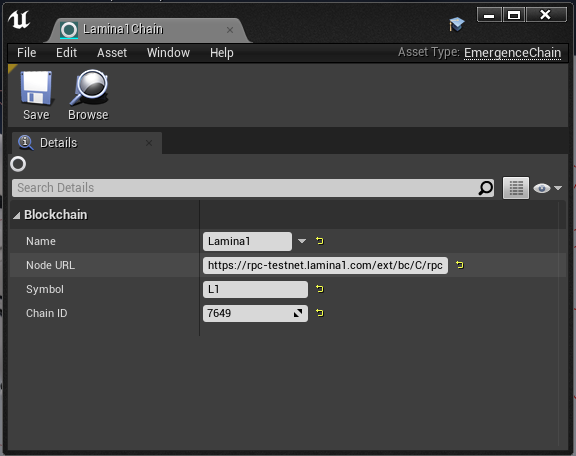 Lamina1Chain
File Edit Asset Window Help
Asset Type: EmergenceChain
Save Browse
Details
Search Details
Blockchain
Name Lamina1
Node URL https://rpc-testnet.lamina1.com/ext/bc/C/rpc
Symbol L1
Chain ID 7649